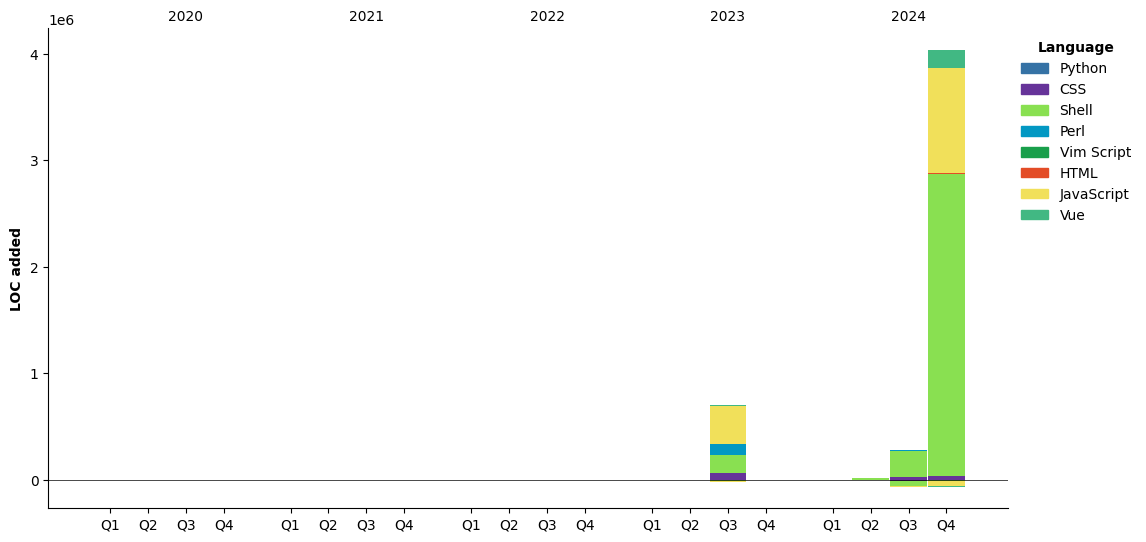 2020 2021 2022 2023 2024
1e6
4
3
2
1
0
LOC added
Q1 Q2 Q3 Q4 Q1 Q2 Q3 Q4 Q1 Q2 Q3 Q4 Q1 Q2 Q3 Q4 Q1 Q2 Q3 Q4
Language
Python
CSS
Shell
Perl
Vim Script
HTML
JavaScript
Vue